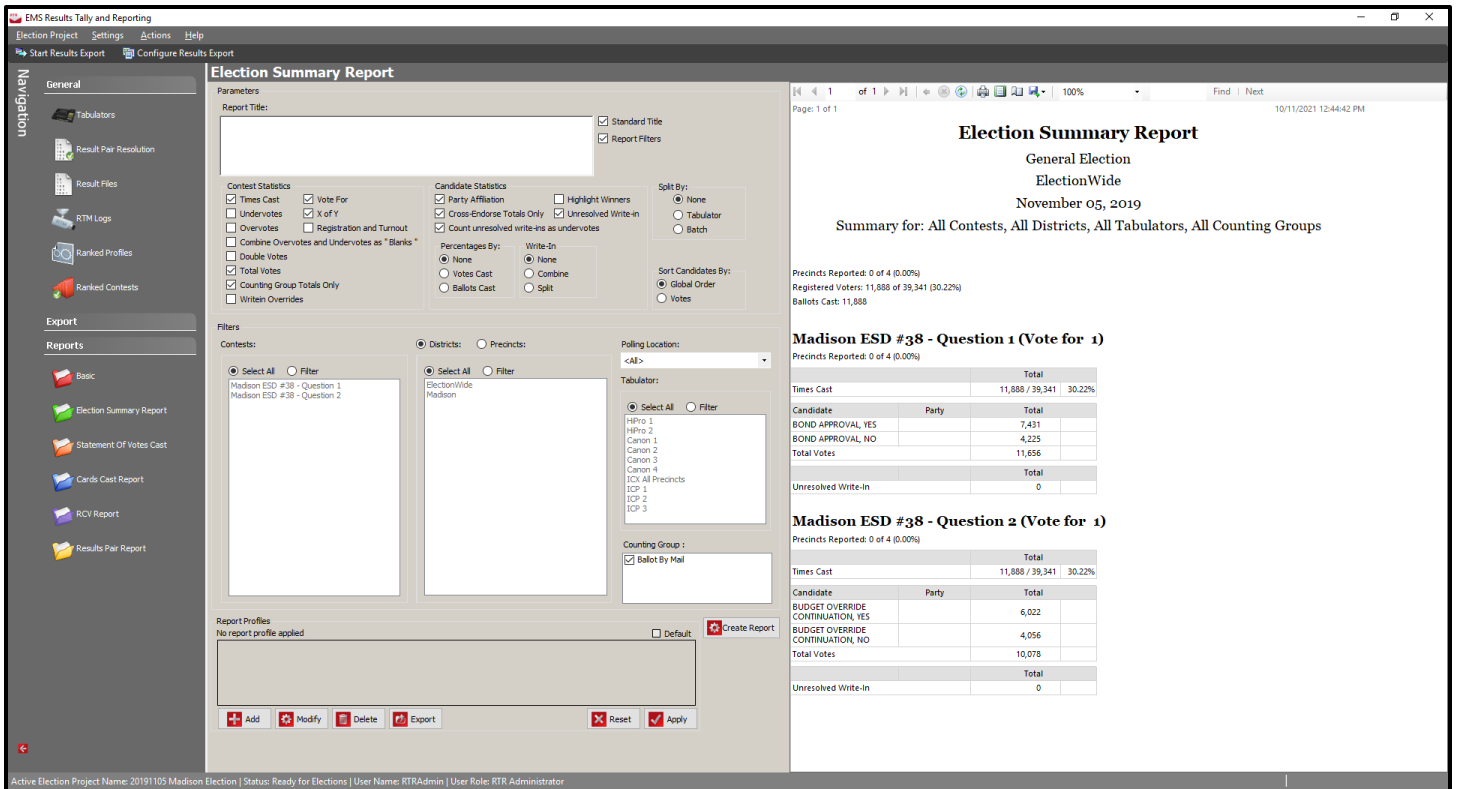 EMS Results Tally and Reporting
Election Project Settings Actions Help
Start Results Export Configure Results Export
Navigation
General
Tabulators
Result Pair Resolution
Result Files
RTM Logs
Ranked Profiles
Ranked Contests
Export
Reports
Basic
Election Summary Report
Statement Of Votes Cast
Cards Cast Report
RCV Report
Results Pair Report
Election Summary Report
Parameters
Report Title:
Standard Title
Report Filters
Contest Statistics
Times Cast Vote For
Undervotes X of Y
Overvotes Registration and Turnout
Combine Overvotes and Undervotes as "Blanks"
Double Votes
Total Votes
Counting Group Totals Only
Writein Overrides
Candidate Statistics
Party Affiliation Highlight Winners
Cross-Endorse Totals Only Unresolved Write-in
Count unresolved write-ins as undervotes
Percentages By:
None
Votes Cast
Ballots Cast
Write-In
None
Combine
Split
Split By:
None
Tabulator
Batch
Sort Candidates By:
Global Order
Votes
Filters
Contests:
Select All Filter
Madison ESD #38 - Question 1
Madison ESD #38 - Question 2
Districts: Precincts:
Select All Filter
ElectionWide
Madison
Polling Location:
<All>
Tabulator:
Select All Filter
HiPro 1
HiPro 2
Canon 1
Canon 2
Canon 3
Canon 4
ICX All Precincts
ICP 1
ICP 2
ICP 3
Counting Group :
Ballot By Mail
Report Profiles
No report profile applied
Default
Create Report
Add Modify Delete Export Reset Apply
1 of 1 100% Find | Next
Page: 1 of 1 10/11/2021 12:44:42 PM
Election Summary Report
General Election
ElectionWide
November 05, 2019
Summary for: All Contests, All Districts, All Tabulators, All Counting Groups
Precincts Reported: 0 of 4 (0.00%)
Registered Voters: 11,888 of 39,341 (30.22%)
Ballots Cast: 11,888
Madison ESD #38 - Question 1 (Vote for 1)
Precincts Reported: 0 of 4 (0.00%)
Total
Times Cast 11,888 / 39,341 30.22%
Candidate Party Total
BOND APPROVAL, YES 7,431
BOND APPROVAL, NO 4,225
Total Votes 11,656
Total
Unresolved Write-In 0
Madison ESD #38 - Question 2 (Vote for 1)
Precincts Reported: 0 of 4 (0.00%)
Total
Times Cast 11,888 / 39,341 30.22%
Candidate Party Total
BUDGET OVERRIDE
CONTINUATION, YES 6,022
BUDGET OVERRIDE
CONTINUATION, NO 4,056
Total Votes 10,078
Total
Unresolved Write-In 0
Active Election Project Name: 20191105 Madison Election | Status: Ready for Elections | User Name: RTRAdmin | User Role: RTR Administrator